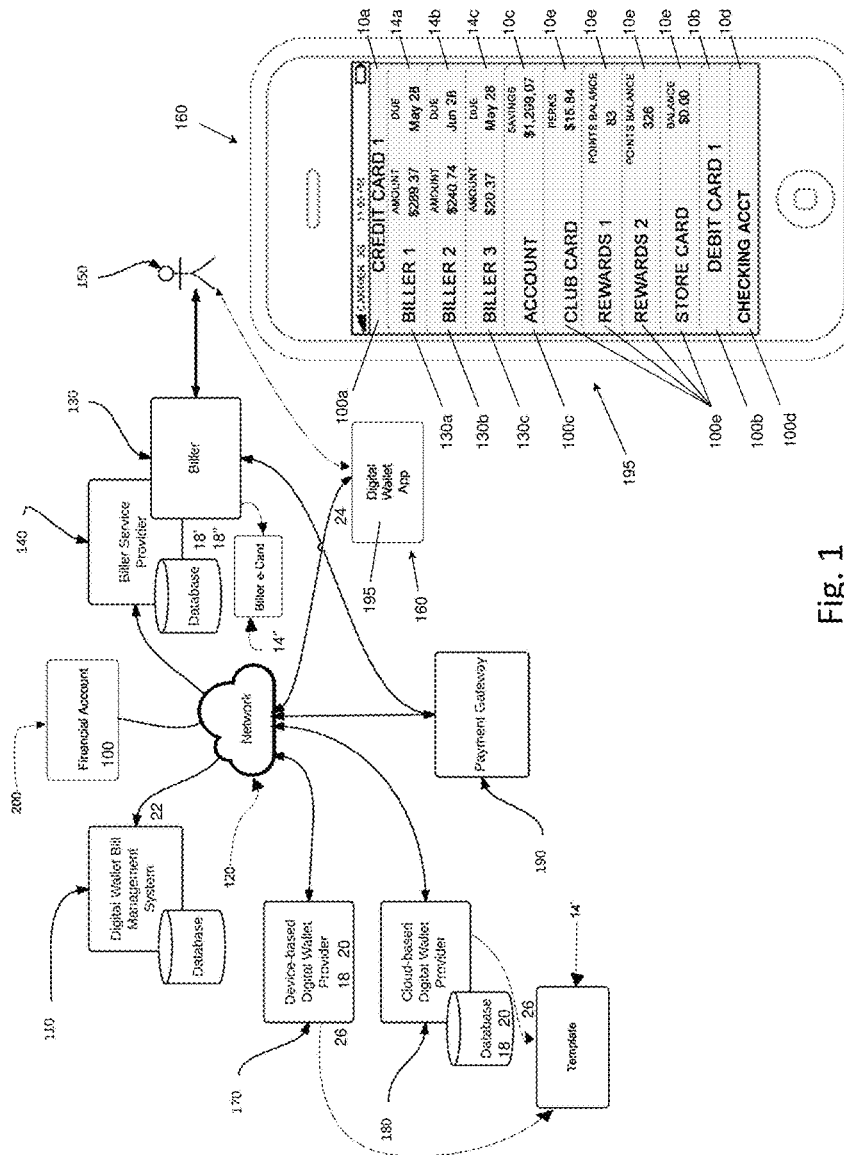 200
Financial Account
100
110
Digital Wallet Bill
Management
System
Database
22
120
Network
140
Biller Service
Provider
Database
18'
18"
130
Biller
Biller e-Card
14"
150
170
Device-based
Digital Wallet
Provider
18 20
26
180
Cloud-based
Digital Wallet
Provider
Database
18 20
26
Template
14'
190
Payment Gateway
24
Digital
Wallet
App
195
160
160
CREDIT CARD 1
BILLER 1
AMOUNT
$289.37
DUE
May 28
BILLER 2
AMOUNT
$240.74
DUE
Jun 26
BILLER 3
AMOUNT
$20.37
DUE
May 28
ACCOUNT
SAVINGS
$1,299.07
CLUB CARD
PERKS
$15.84
REWARDS 1
POINTS BALANCE
83
REWARDS 2
POINTS BALANCE
326
STORE CARD
BALANCE
$0.00
DEBIT CARD 1
CHECKING ACCT
10a
14a
14b
14c
10c
10e
10e
10e
10e
10b
10d
100a
130a
130b
130c
100c
100e
100b
100d
195
Fig. 1